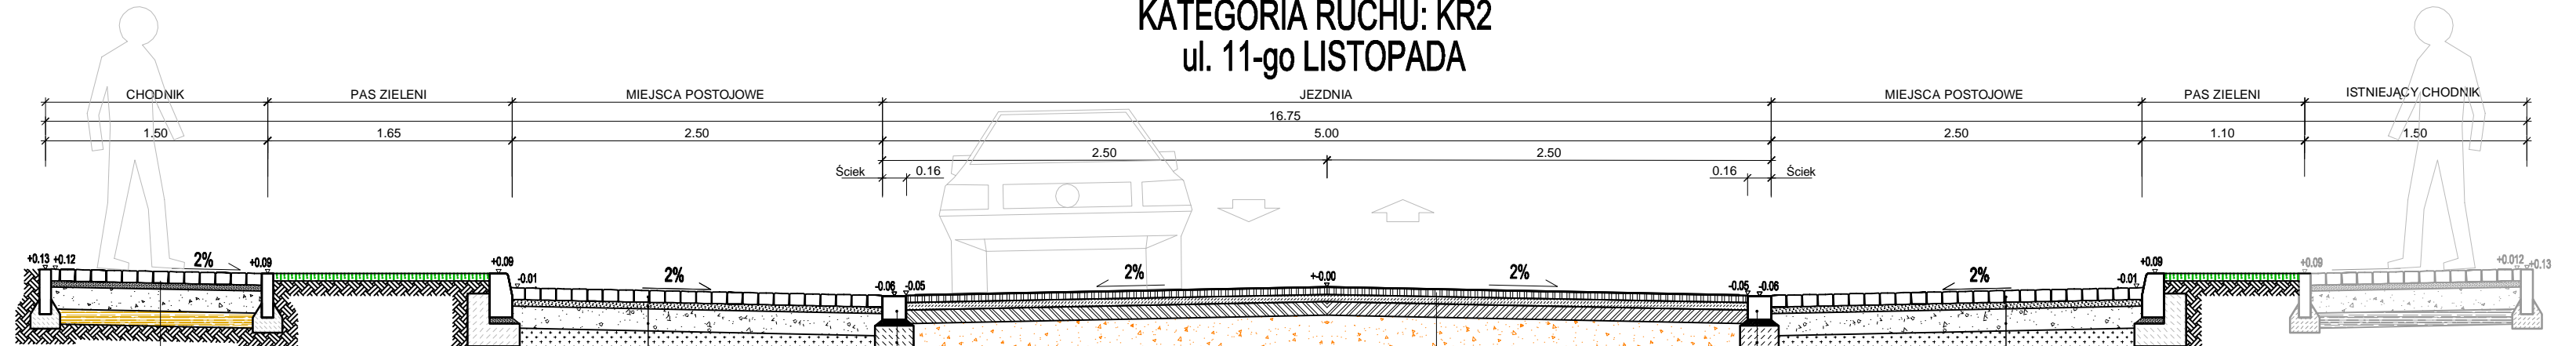 KATEGORIA RUCHU: KR2
ul. 11-go LISTOPADA
CHODNIK PAS ZIELENI MIEJSCA POSTOJOWE JEZDNIA MIEJSCA POSTOJOWE PAS ZIELENI ISTNIEJĄCY CHODNIK
16.75
1.50 1.65 2.50 5.00 2.50 1.10 1.50
2.50 2.50
Ściek 0.16 0.16 Ściek
+0.13 +0.12 2% +0.09 +0.09 -0.01 2% -0.06 -0.05 2% +-0.00 2% -0.05 -0.06 2% -0.01 +0.09 +0.09 +0.012 +0.13